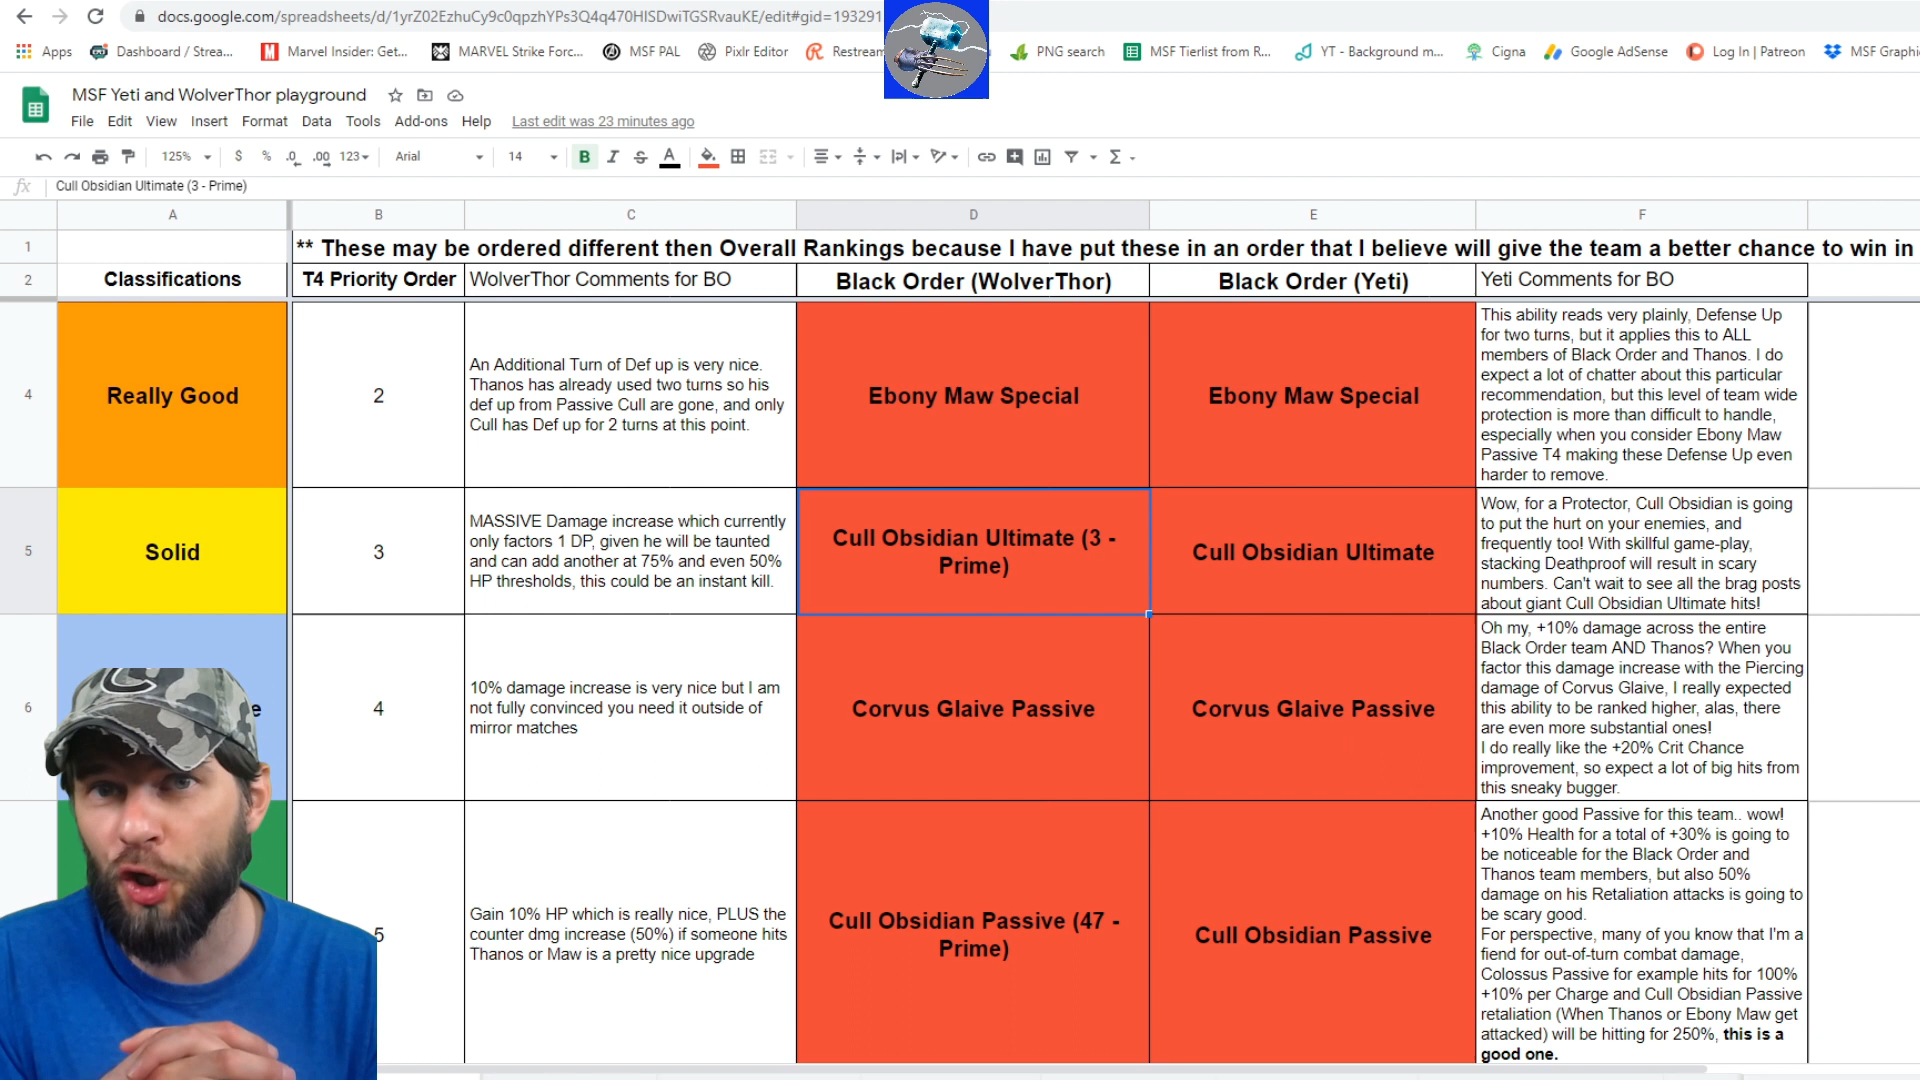 docs.google.com/spreadsheets/d/1yrZ02EzhuCy9c0qpzhYPs3Q4q470HISDwiTGSRvauKE/edit#gid=193291
Apps
Dashboard / Strea...
Marvel Insider: Get...
MARVEL Strike Forc...
MSF PAL
Pixlr Editor
Restream
PNG search
MSF Tierlist from R...
YT - Background m...
Cigna
Google AdSense
Log In | Patreon
MSF Graphi
MSF Yeti and WolverThor playground
File Edit View Insert Format Data Tools Add-ons Help Last edit was 23 minutes ago
125% $ % .0 .00 123 Arial 14 B I S A
fx Cull Obsidian Ultimate (3 - Prime)
A B C D E F
1 ** These may be ordered different then Overall Rankings because I have put these in an order that I believe will give the team a better chance to win in
2 Classifications T4 Priority Order WolverThor Comments for BO Black Order (WolverThor) Black Order (Yeti) Yeti Comments for BO
4
Really Good
2
An Additional Turn of Def up is very nice.
Thanos has already used two turns so his
def up from Passive Cull are gone, and only
Cull has Def up for 2 turns at this point.
Ebony Maw Special
Ebony Maw Special
This ability reads very plainly, Defense Up
for two turns, but it applies this to ALL
members of Black Order and Thanos. I do
expect a lot of chatter about this particular
recommendation, but this level of team wide
protection is more than difficult to handle,
especially when you consider Ebony Maw
Passive T4 making these Defense Up even
harder to remove.
5
Solid
3
MASSIVE Damage increase which currently
only factors 1 DP, given he will be taunted
and can add another at 75% and even 50%
HP thresholds, this could be an instant kill.
Cull Obsidian Ultimate (3 -
Prime)
Cull Obsidian Ultimate
Wow, for a Protector, Cull Obsidian is going
to put the hurt on your enemies, and
frequently too! With skillful game-play,
stacking Deathproof will result in scary
numbers. Can't wait to see all the brag posts
about giant Cull Obsidian Ultimate hits!
6
e
4
10% damage increase is very nice but I am
not fully convinced you need it outside of
mirror matches
Corvus Glaive Passive
Corvus Glaive Passive
Oh my, +10% damage across the entire
Black Order team AND Thanos? When you
factor this damage increase with the Piercing
damage of Corvus Glaive, I really expected
this ability to be ranked higher, alas, there
are even more substantial ones!
I do really like the +20% Crit Chance
improvement, so expect a lot of big hits from
this sneaky bugger.
5
Gain 10% HP which is really nice, PLUS the
counter dmg increase (50%) if someone hits
Thanos or Maw is a pretty nice upgrade
Cull Obsidian Passive (47 -
Prime)
Cull Obsidian Passive
Another good Passive for this team.. wow!
+10% Health for a total of +30% is going to
be noticeable for the Black Order and
Thanos team members, but also 50%
damage on his Retaliation attacks is going to
be scary good.
For perspective, many of you know that I'm a
fiend for out-of-turn combat damage,
Colossus Passive for example hits for 100%
+10% per Charge and Cull Obsidian Passive
retaliation (When Thanos or Ebony Maw get
attacked) will be hitting for 250%, this is a
good one.